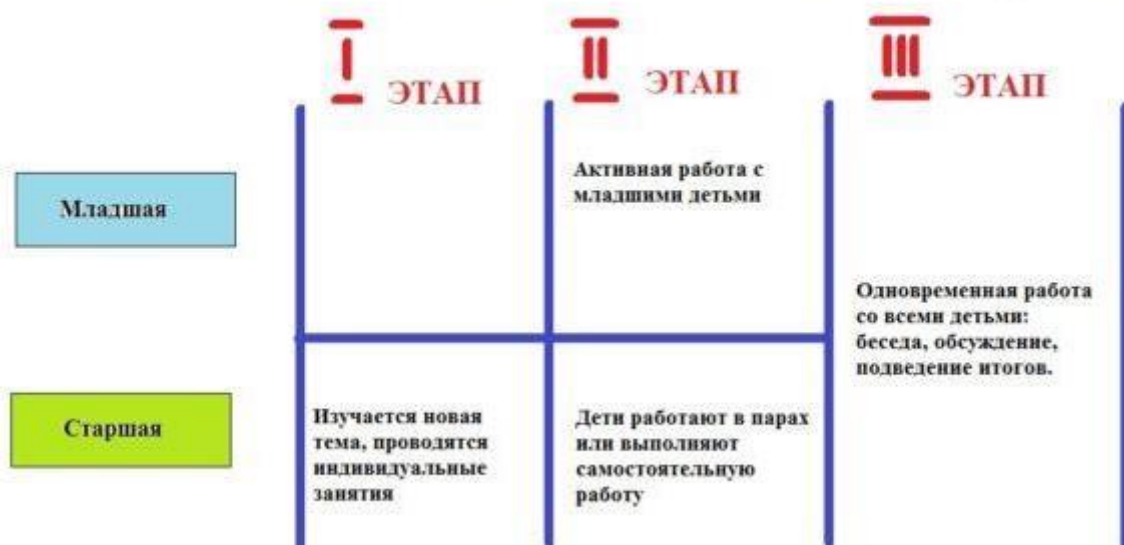 I ЭТАП
II ЭТАП
III ЭТАП
Младшая
Активная работа с
младшими детьми
Одновременная работа
со всеми детьми:
беседа, обсуждение,
подведение итогов.
Старшая
Изучается новая
тема, проводятся
индивидуальные
занятия
Дети работают в парах
или выполняют
самостоятельную
работу